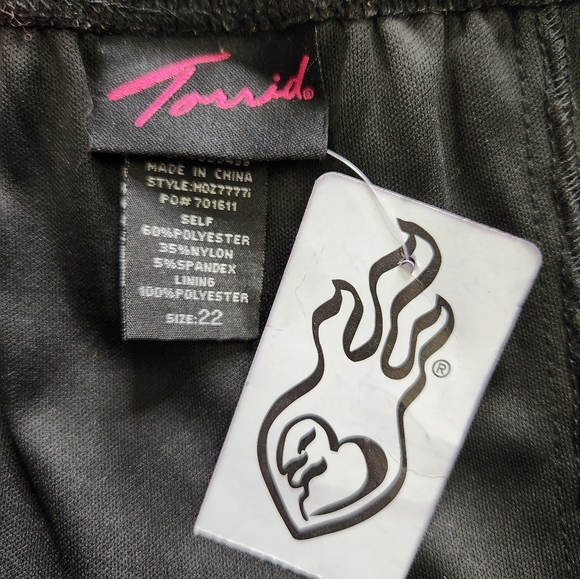 Torrid®
MADE IN CHINA
STYLE:MOZ7777i
PO# 701611
SELF
60%POLYESTER
35%NYLON
5%SPANDEX
LINING
100%POLYESTER
SIZE:22
®